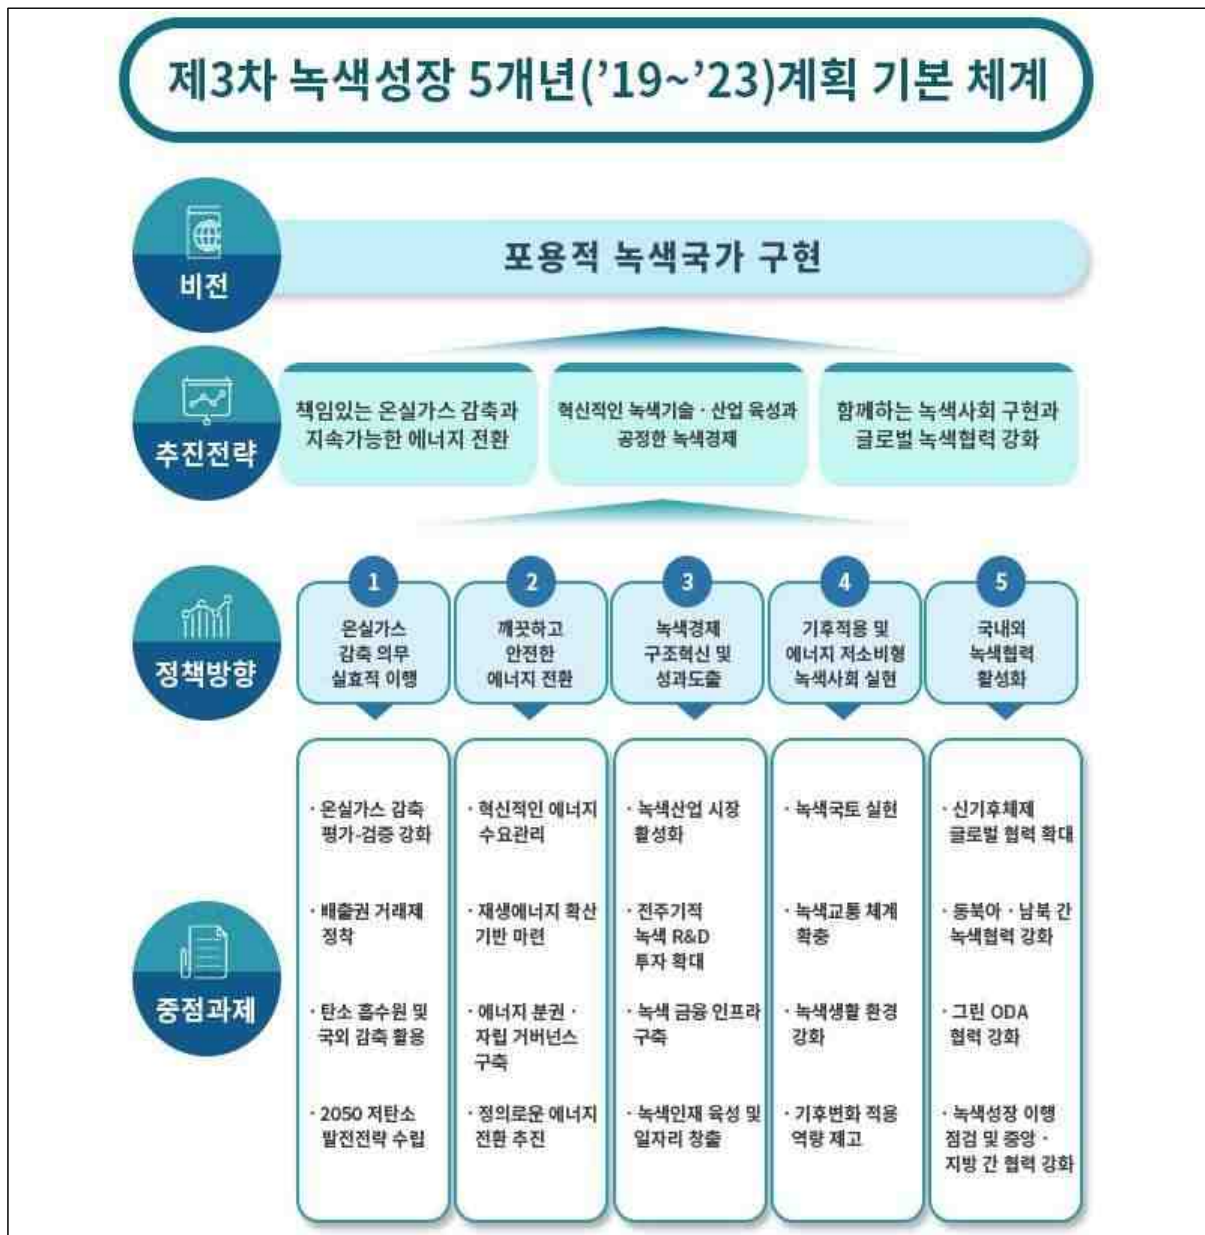 제3차 녹색성장 5개년(’19~’23)계획 기본 체계
비전
포용적 녹색국가 구현
추진전략
책임있는 온실가스 감축과
지속가능한 에너지 전환
혁신적인 녹색기술 · 산업 육성과
공정한 녹색경제
함께하는 녹색사회 구현과
글로벌 녹색협력 강화
정책방향
1
온실가스
감축 의무
실효적 이행
2
깨끗하고
안전한
에너지 전환
3
녹색경제
구조혁신 및
성과도출
4
기후적용 및
에너지 저소비형
녹색사회 실현
5
국내외
녹색협력
활성화
중점과제
· 온실가스 감축
평가-검증 강화
· 배출권 거래제
정착
· 탄소 흡수원 및
국외 감축 활용
· 2050 저탄소
발전전략 수립
· 혁신적인 에너지
수요관리
· 재생에너지 확산
기반 마련
· 에너지 분권 ·
자립 거버넌스
구축
· 정의로운 에너지
전환 추진
· 녹색산업 시장
활성화
· 전주기적
녹색 R&D
투자 확대
· 녹색 금융 인프라
구축
· 녹색인재 육성 및
일자리 창출
· 녹색국토 실현
· 녹색교통 체계
확충
· 녹색생활 환경
강화
· 기후변화 적용
역량 제고
· 신기후체제
글로벌 협력 확대
· 동북아 · 남북 간
녹색협력 강화
· 그린 ODA
협력 강화
· 녹색성장 이행
점검 및 중앙 ·
지방 간 협력 강화